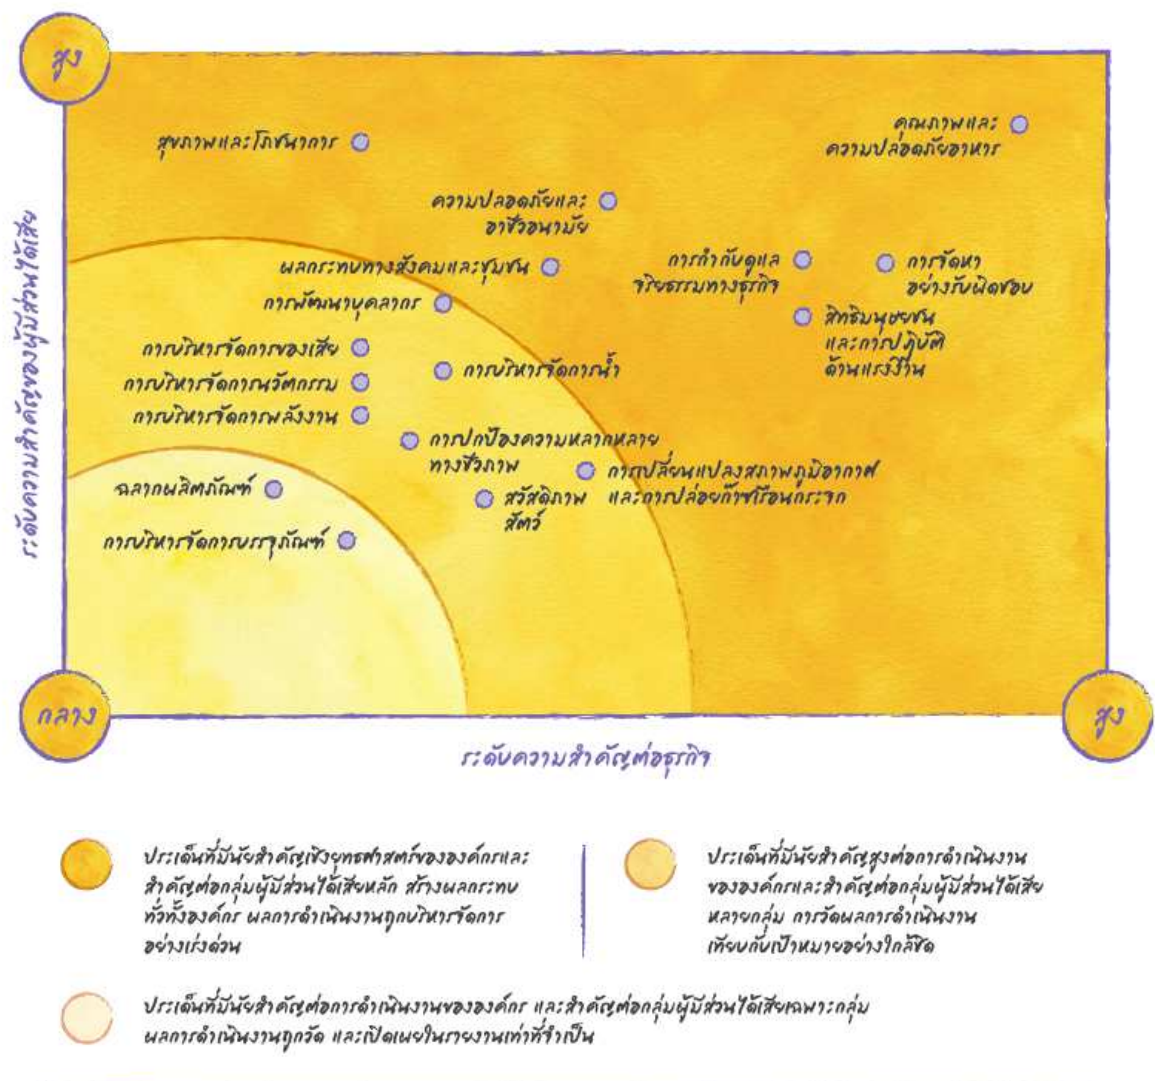 สูง
สุขภาพและโภชนาการ
คุณภาพและ
ความปลอดภัยอาหาร
ความปลอดภัยและ
อาชีวอนามัย
ผลกระทบทางสังคมและชุมชน
การกำกับดูแล
จริยธรรมทางธุรกิจ
การจัดหา
อย่างรับผิดชอบ
การพัฒนาบุคลากร
สิทธิมนุษยชน
และการปฏิบัติ
ด้านแรงงาน
การบริหารจัดการของเสีย
การบริหารจัดการน้ำ
การบริหารจัดการนวัตกรรม
การบริหารจัดการพลังงาน
การปกป้องความหลากหลาย
ทางชีวภาพ
การเปลี่ยนแปลงสภาพภูมิอากาศ
และการปล่อยก๊าซเรือนกระจก
สวัสดิภาพ
สัตว์
ฉลากผลิตภัณฑ์
การบริหารจัดการบรรจุภัณฑ์
ระดับความสำคัญของผู้มีส่วนได้เสีย
กลาง
สูง
ระดับความสำคัญต่อธุรกิจ
ประเด็นที่มีนัยสำคัญเชิงยุทธศาสตร์ขององค์กรและ
สำคัญต่อกลุ่มผู้มีส่วนได้เสียหลัก สร้างผลกระทบ
ทั่วทั้งองค์กร ผลการดำเนินงานถูกบริหารจัดการ
อย่างเร่งด่วน
ประเด็นที่มีนัยสำคัญสูงต่อการดำเนินงาน
ขององค์กรและสำคัญต่อกลุ่มผู้มีส่วนได้เสีย
หลายกลุ่ม การวัดผลการดำเนินงาน
เทียบกับเป้าหมายอย่างใกล้ชิด
ประเด็นที่มีนัยสำคัญต่อการดำเนินงานขององค์กร และสำคัญต่อกลุ่มผู้มีส่วนได้เสียเฉพาะกลุ่ม
ผลการดำเนินงานถูกวัด และเปิดเผยในรายงานเท่าที่จำเป็น